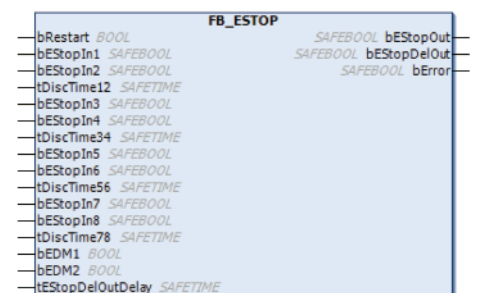 FB_ESTOP
bRestart BOOL
SAFEBOOL bEStopOut
bEStopIn1 SAFEBOOL
SAFEBOOL bEStopDelOut
bEStopIn2 SAFEBOOL
SAFEBOOL bError
tDiscTime12 SAFETIME
bEStopIn3 SAFEBOOL
bEStopIn4 SAFEBOOL
tDiscTime34 SAFETIME
bEStopIn5 SAFEBOOL
bEStopIn6 SAFEBOOL
tDiscTime56 SAFETIME
bEStopIn7 SAFEBOOL
bEStopIn8 SAFEBOOL
tDiscTime78 SAFETIME
bEDM1 BOOL
bEDM2 BOOL
tEStopDelOutDelay SAFETIME